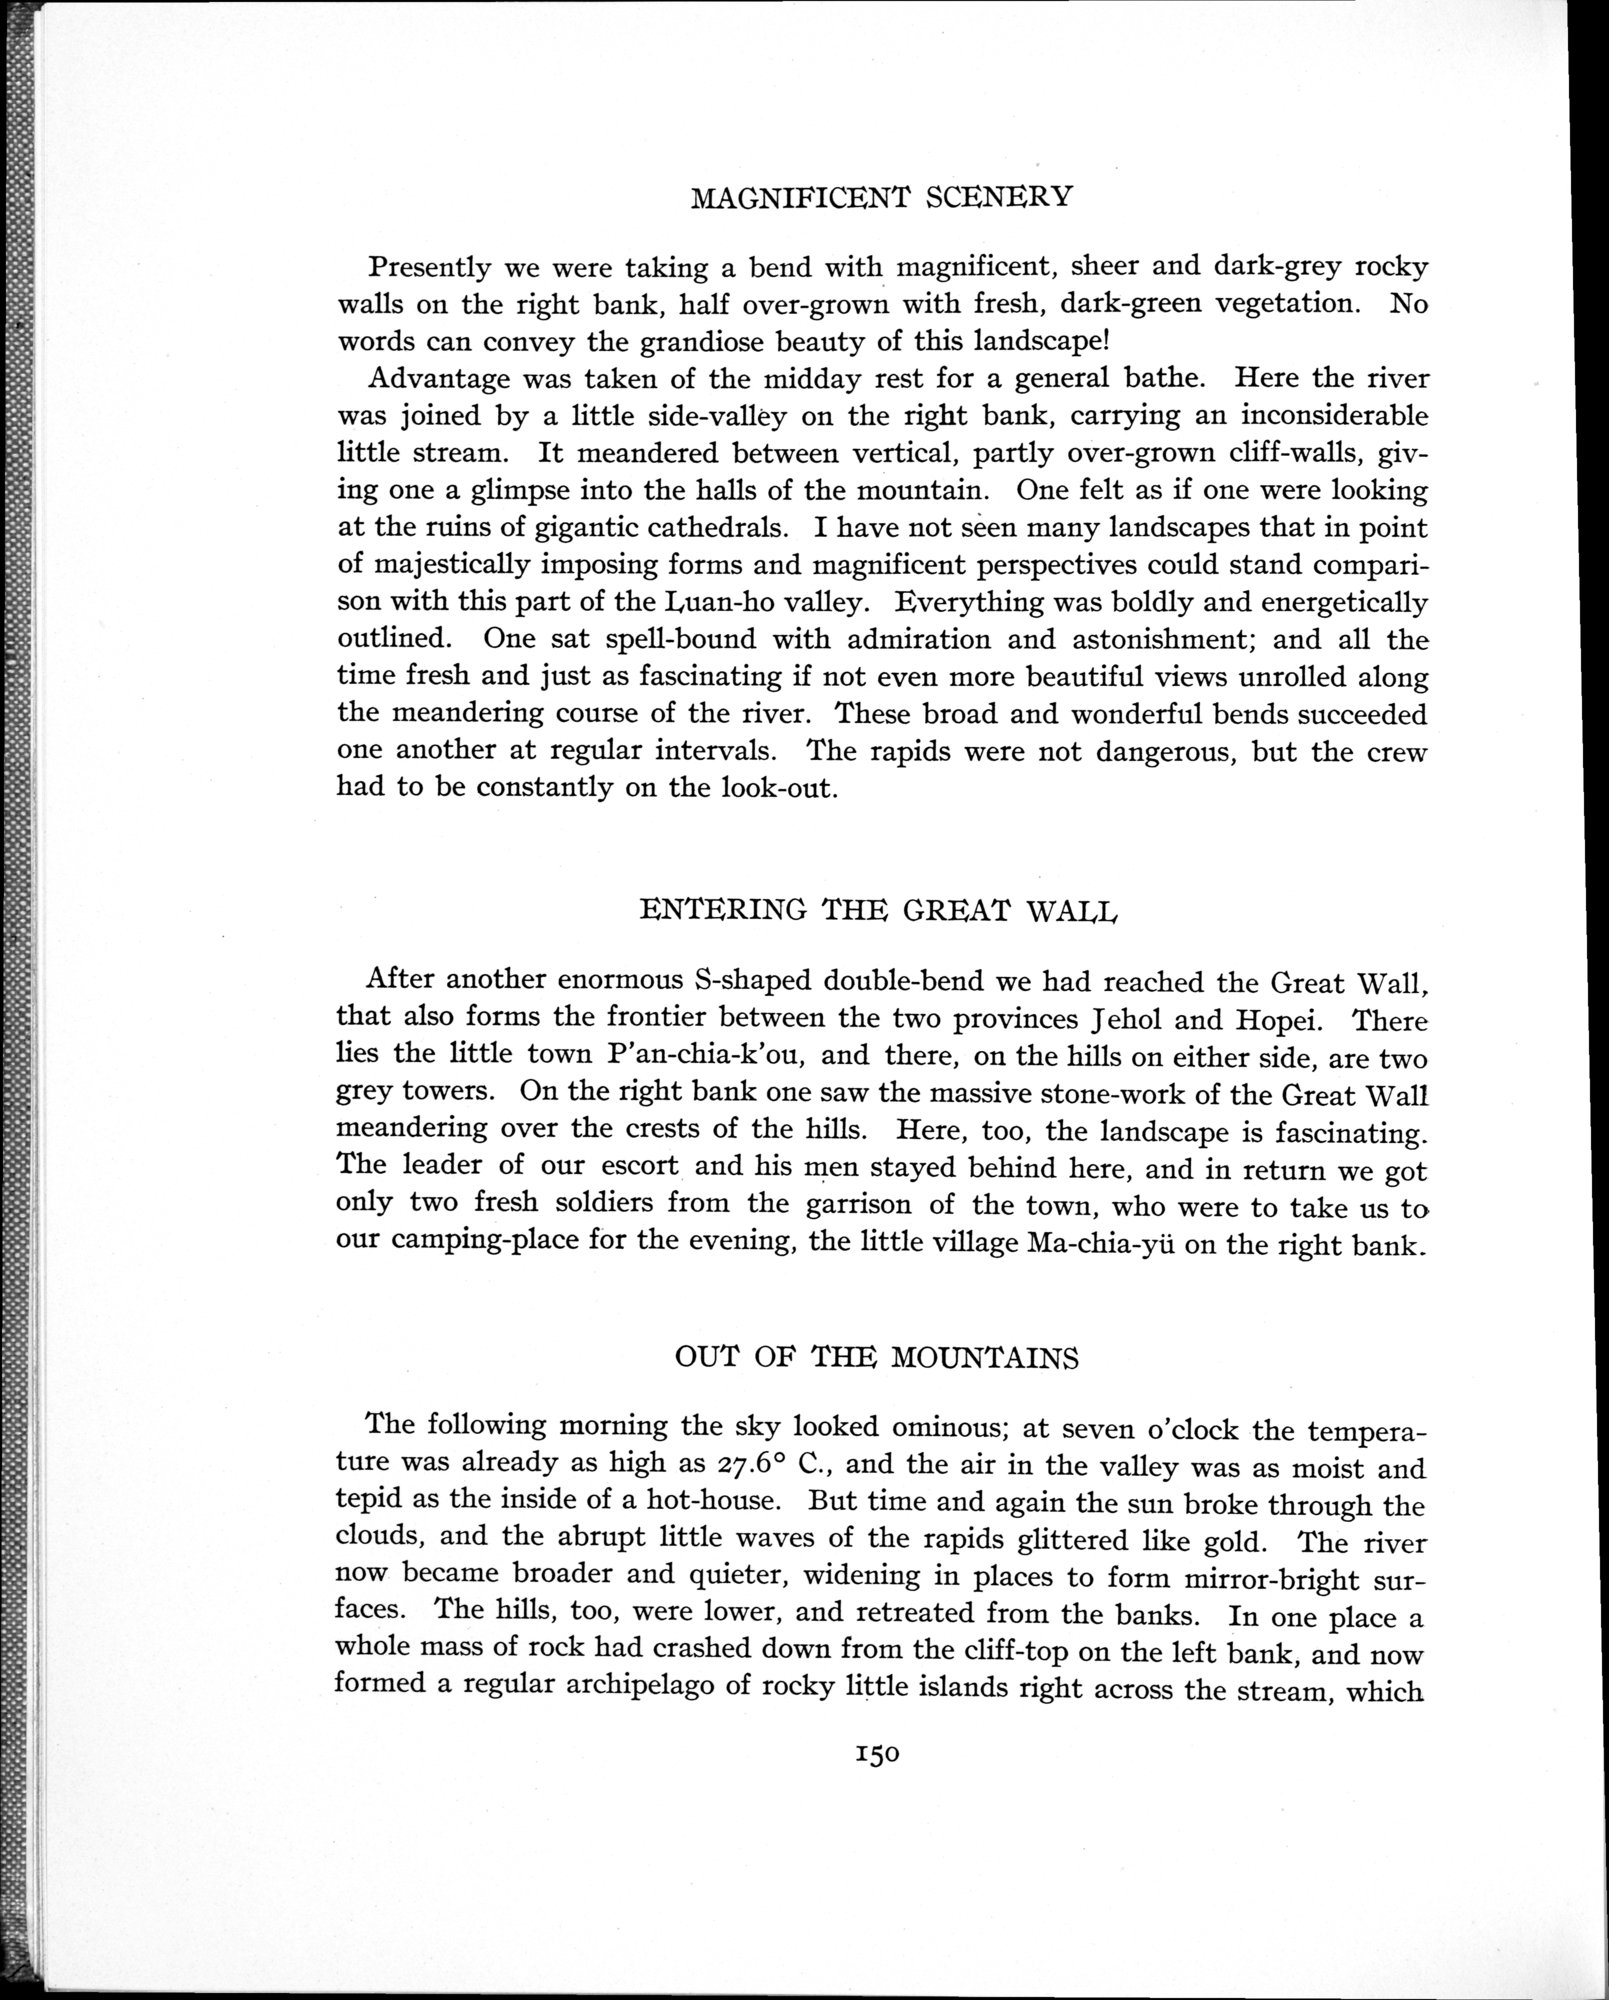 MAGNIFICENT SCENERY
Presently we were taking a bend with magnificent, sheer and dark-grey rocky
walls on the right bank, half over-grown with fresh, dark-green vegetation. No
words can convey the grandiose beauty of this landscape!
Advantage was taken of the midday rest for a general bathe. Here the river
was joined by a little side-valley on the right bank, carrying an inconsiderable
little stream. It meandered between vertical, partly over-grown cliff-walls, giv-
ing one a glimpse into the halls of the mountain. One felt as if one were looking
at the ruins of gigantic cathedrals. I have not seen many landscapes that in point
of majestically imposing forms and magnificent perspectives could stand compari-
son with this part of the Luan-ho valley. Everything was boldly and energetically
outlined. One sat spell-bound with admiration and astonishment; and all the
time fresh and just as fascinating if not even more beautiful views unrolled along
the meandering course of the river. These broad and wonderful bends succeeded
one another at regular intervals. The rapids were not dangerous, but the crew
had to be constantly on the look-out.
ENTERING THE GREAT WALL
After another enormous S-shaped double-bend we had reached the Great Wall,
that also forms the frontier between the two provinces Jehol and Hopei. There
lies the little town P'an-chia-k'ou, and there, on the hills on either side, are two
grey towers. On the right bank one saw the massive stone-work of the Great Wall
meandering over the crests of the hills. Here, too, the landscape is fascinating.
The leader of our escort and his men stayed behind here, and in return we got
only two fresh soldiers from the garrison of the town, who were to take us to
our camping-place for the evening, the little village Ma-chia-yü on the right bank.
OUT OF THE MOUNTAINS
The following morning the sky looked ominous; at seven o'clock the tempera-
ture was already as high as 27.6° C., and the air in the valley was as moist and
tepid as the inside of a hot-house. But time and again the sun broke through the
clouds, and the abrupt little waves of the rapids glittered like gold. The river
now became broader and quieter, widening in places to form mirror-bright sur-
faces. The hills, too, were lower, and retreated from the banks. In one place a
whole mass of rock had crashed down from the cliff-top on the left bank, and now
formed a regular archipelago of rocky little islands right across the stream, which
150